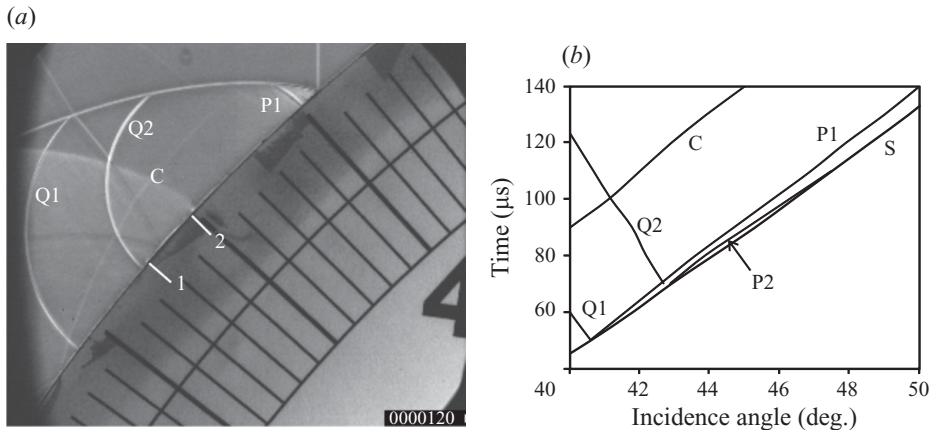 (a)
Q1
Q2
C
P1
2
1
4
0000120
(b)
140
120
100
80
60
40
Time (μs)
C
P1
S
Q2
P2
Q1
42
44
46
48
50
Incidence angle (deg.)